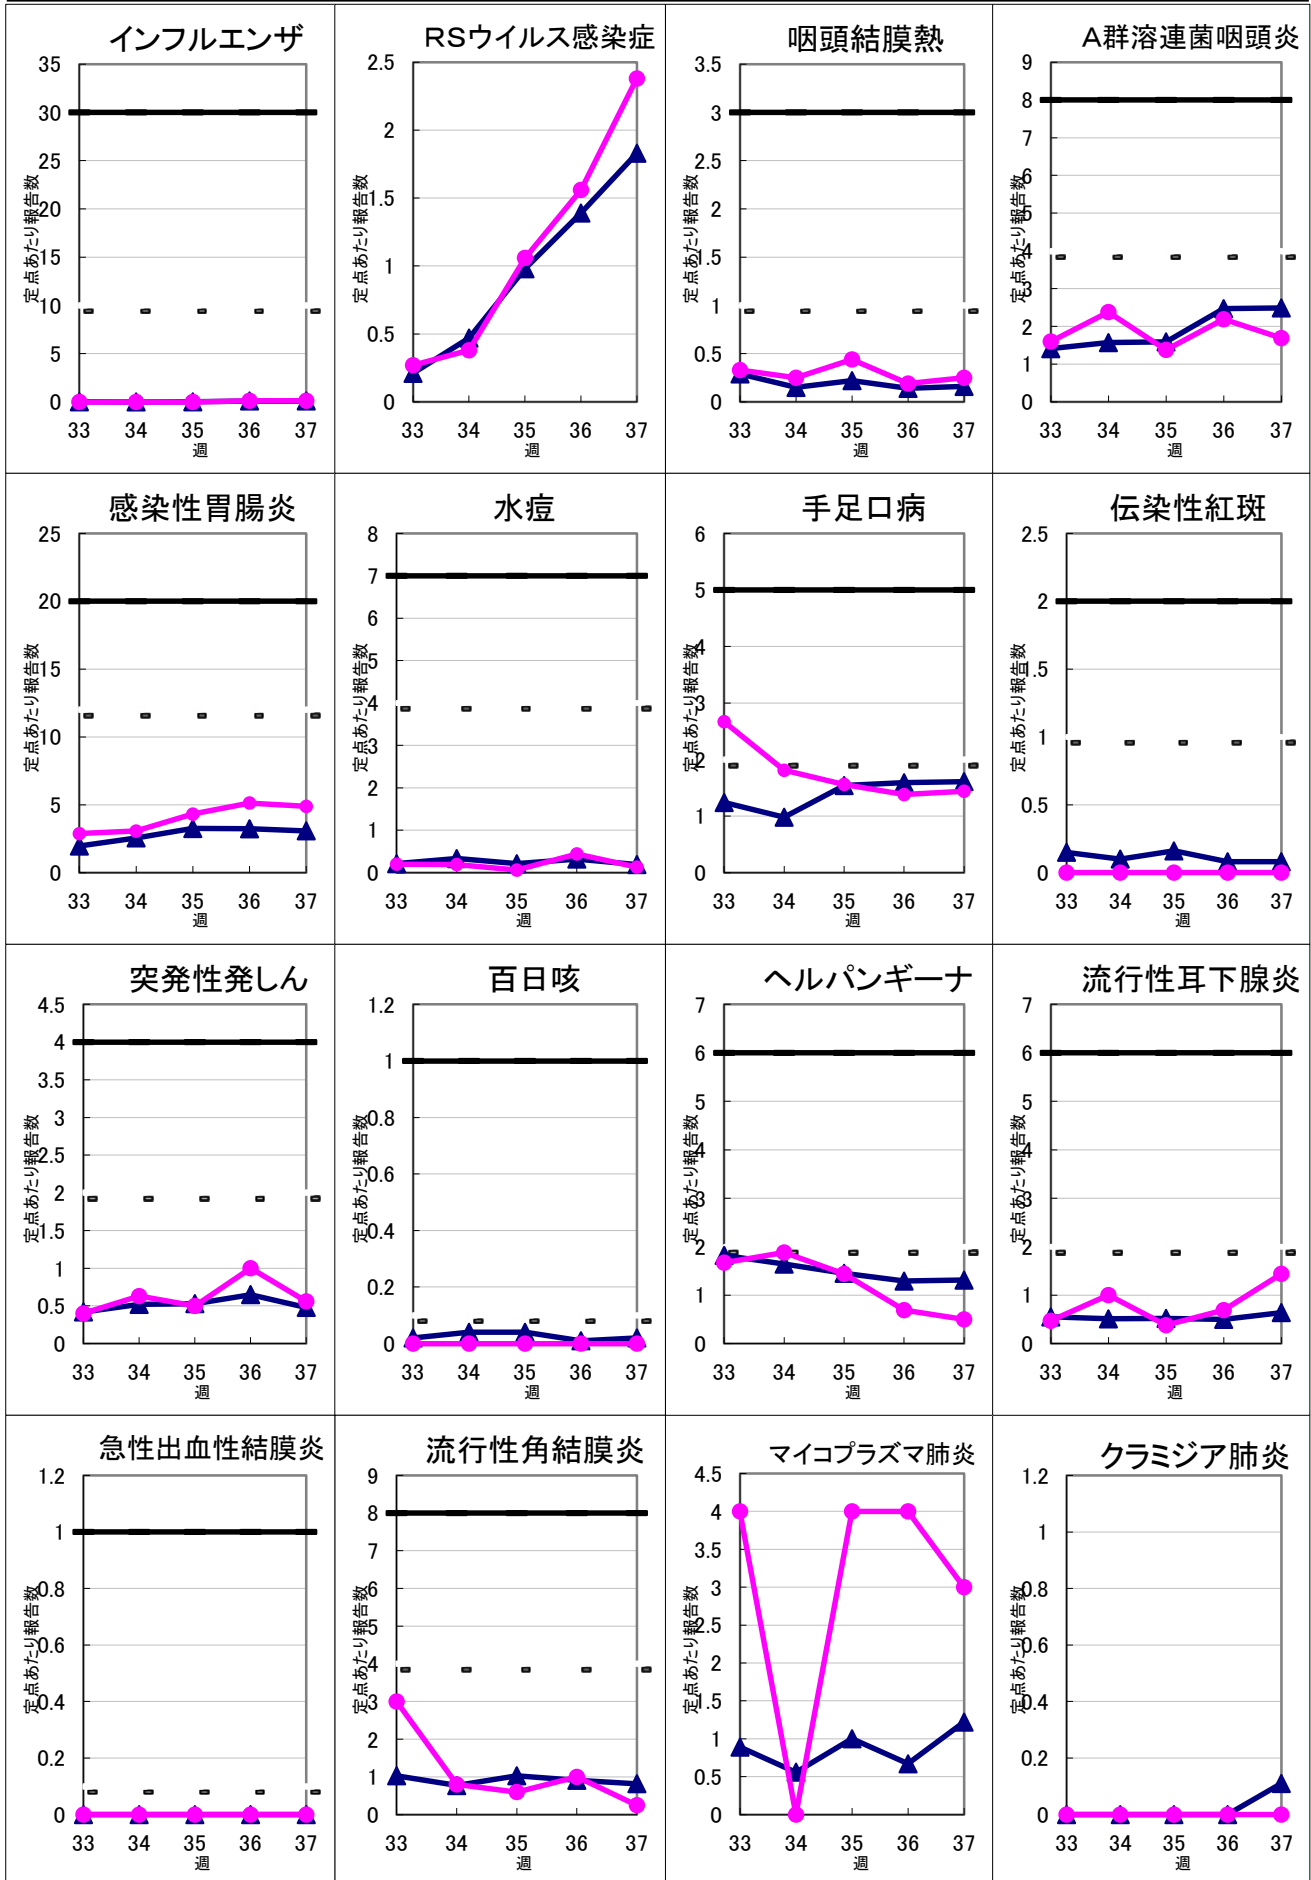 インフルエンザ
35
30
25
20
15
10
5
0
定点あたり報告数
33 34 35 36 37
週
RSウイルス感染症
2.5
2
1.5
1
0.5
0
定点あたり報告数
33 34 35 36 37
週
咽頭結膜熱
3.5
3
2.5
2
1.5
1
0.5
0
定点あたり報告数
33 34 35 36 37
週
A群溶連菌咽頭炎
9
8
7
6
5
4
3
2
1
0
定点あたり報告数
33 34 35 36 37
週
感染性胃腸炎
25
20
15
10
5
0
定点あたり報告数
33 34 35 36 37
週
水痘
8
7
6
5
4
3
2
1
0
定点あたり報告数
33 34 35 36 37
週
手足口病
6
5
4
3
2
1
0
定点あたり報告数
33 34 35 36 37
週
伝染性紅斑
2.5
2
1.5
1
0.5
0
定点あたり報告数
33 34 35 36 37
週
突発性発しん
4.5
4
3.5
3
2.5
2
1.5
1
0.5
0
定点あたり報告数
33 34 35 36 37
週
百日咳
1.2
1
0.8
0.6
0.4
0.2
0
定点あたり報告数
33 34 35 36 37
週
ヘルパンギーナ
7
6
5
4
3
2
1
0
定点あたり報告数
33 34 35 36 37
週
流行性耳下腺炎
7
6
5
4
3
2
1
0
定点あたり報告数
33 34 35 36 37
週
急性出血性結膜炎
1.2
1
0.8
0.6
0.4
0.2
0
定点あたり報告数
33 34 35 36 37
週
流行性角結膜炎
9
8
7
6
5
4
3
2
1
0
定点あたり報告数
33 34 35 36 37
週
マイコプラズマ肺炎
4.5
4
3.5
3
2.5
2
1.5
1
0.5
0
定点あたり報告数
33 34 35 36 37
週
クラミジア肺炎
1.2
1
0.8
0.6
0.4
0.2
0
定点あたり報告数
33 34 35 36 37
週